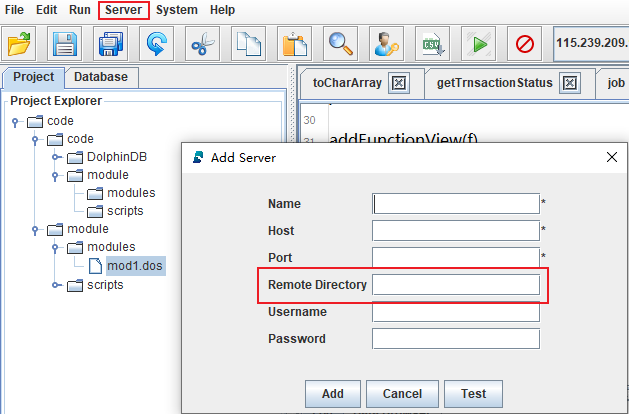 File Edit Run Server System Help
CSV
115.239.209.
Project Database
Project Explorer
code
code
DolphinDB
module
modules
scripts
module
modules
mod1.dos
scripts
toCharArray getTrnsactionStatus job
30
addFunctionView(f)
Add Server
Name *
Host *
Port *
Remote Directory
Username
Password
Add Cancel Test